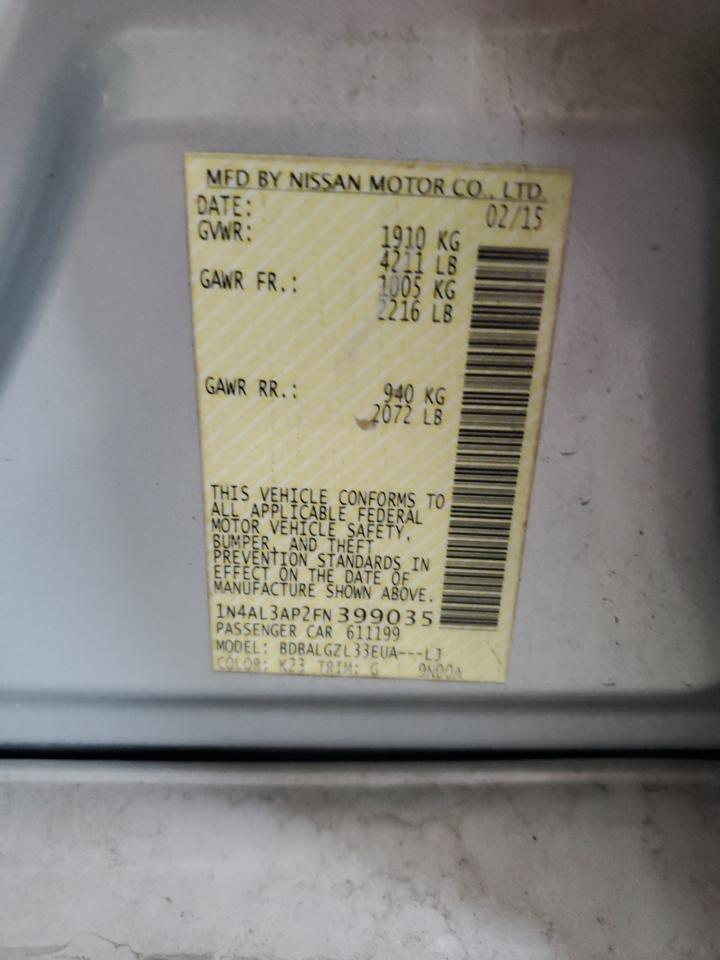 MFD BY NISSAN MOTOR CO., LTD.
DATE: 02/15
GVWR: 1910 KG
4211 LB
GAWR FR.: 1005 KG
2216 LB
GAWR RR.: 940 KG
2072 LB
THIS VEHICLE CONFORMS TO
ALL APPLICABLE FEDERAL
MOTOR VEHICLE SAFETY,
BUMPER, AND THEFT
PREVENTION STANDARDS IN
EFFECT ON THE DATE OF
MANUFACTURE SHOWN ABOVE.
1N4AL3AP2FN399035
PASSENGER CAR 611199
MODEL: BDBALGZL33EUA---LJ
COLOR: K23 TRIM: G 9N00A